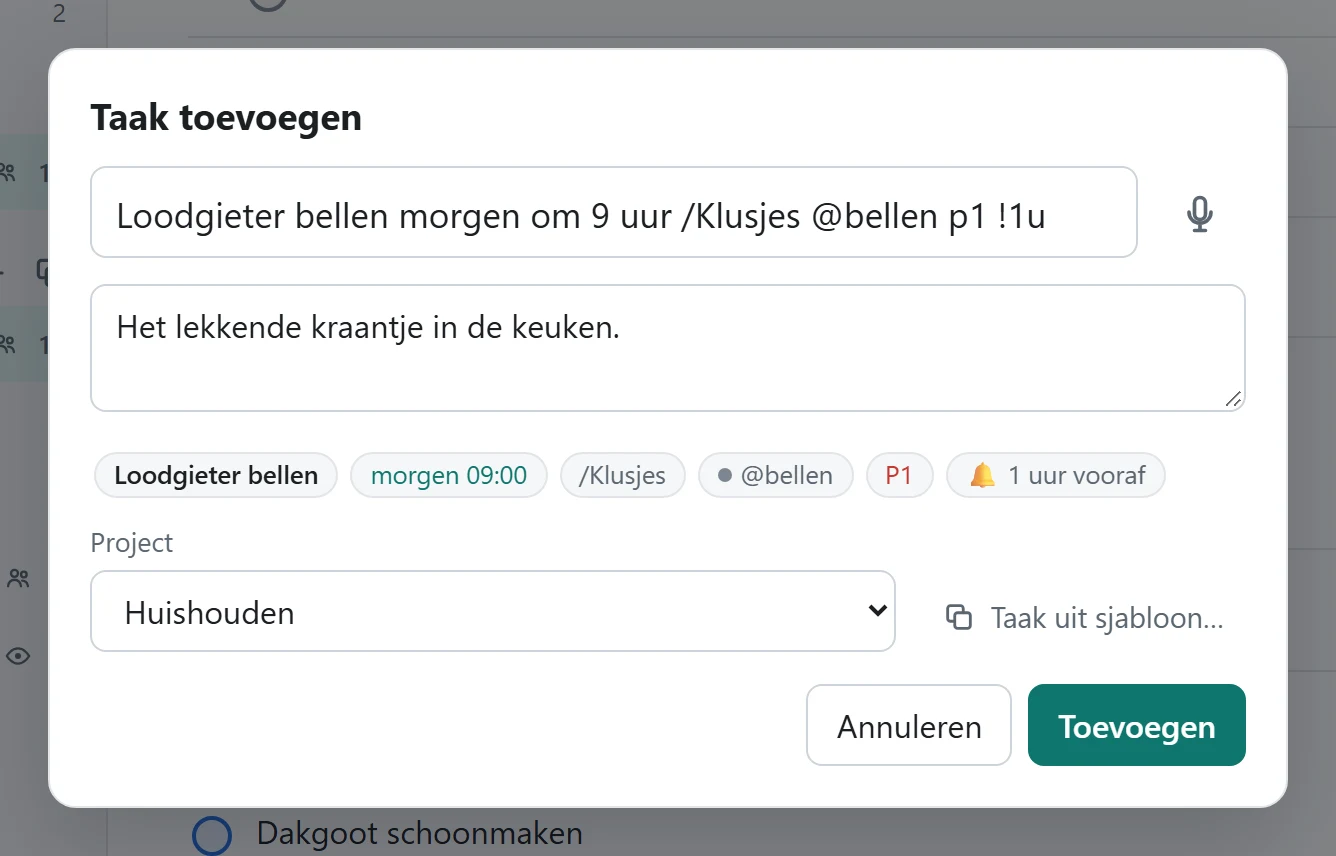 2
Taak toevoegen
Loodgieter bellen morgen om 9 uur /Klusjes @bellen p1 !1u
1
Het lekkende kraantje in de keuken.
1
Loodgieter bellen morgen 09:00 /Klusjes @bellen P1 1 uur vooraf
Project
Huishouden
Taak uit sjabloon...
Annuleren Toevoegen
Dakgoot schoonmaken